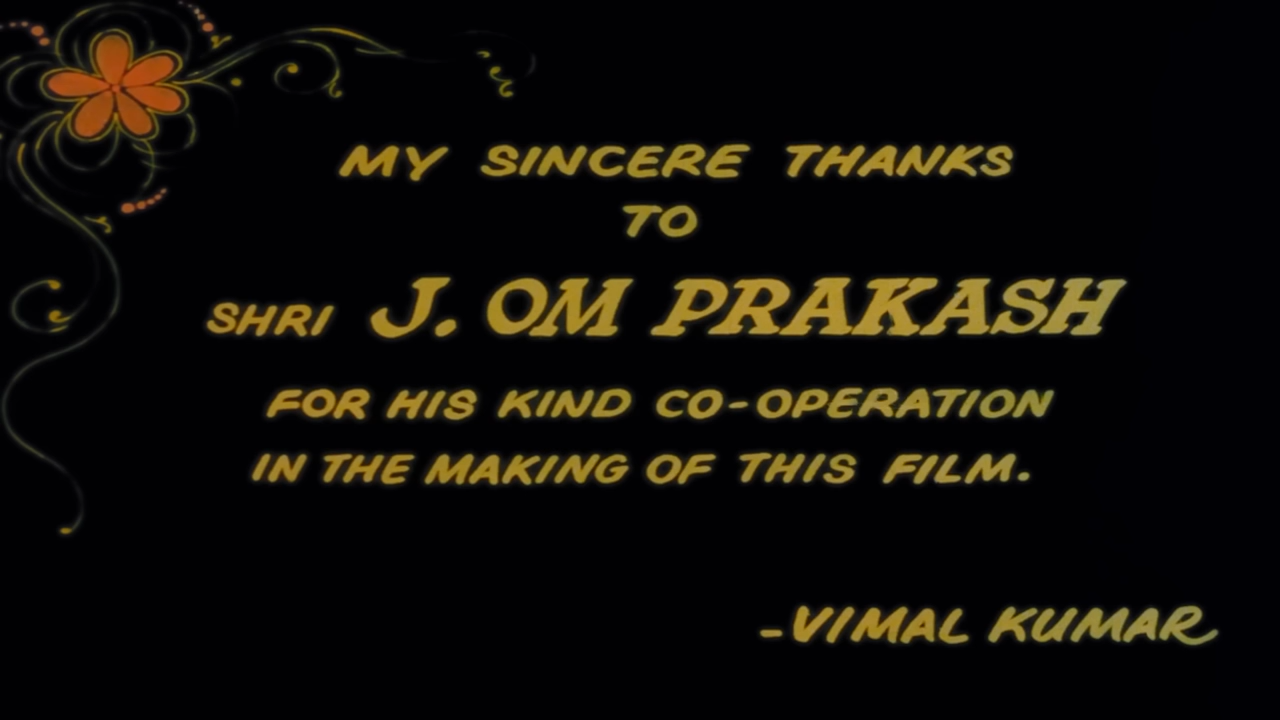 MY SINCERE THANKS
TO
SHRI J. OM PRAKASH
FOR HIS KIND CO-OPERATION
IN THE MAKING OF THIS FILM.
-VIMAL KUMAR